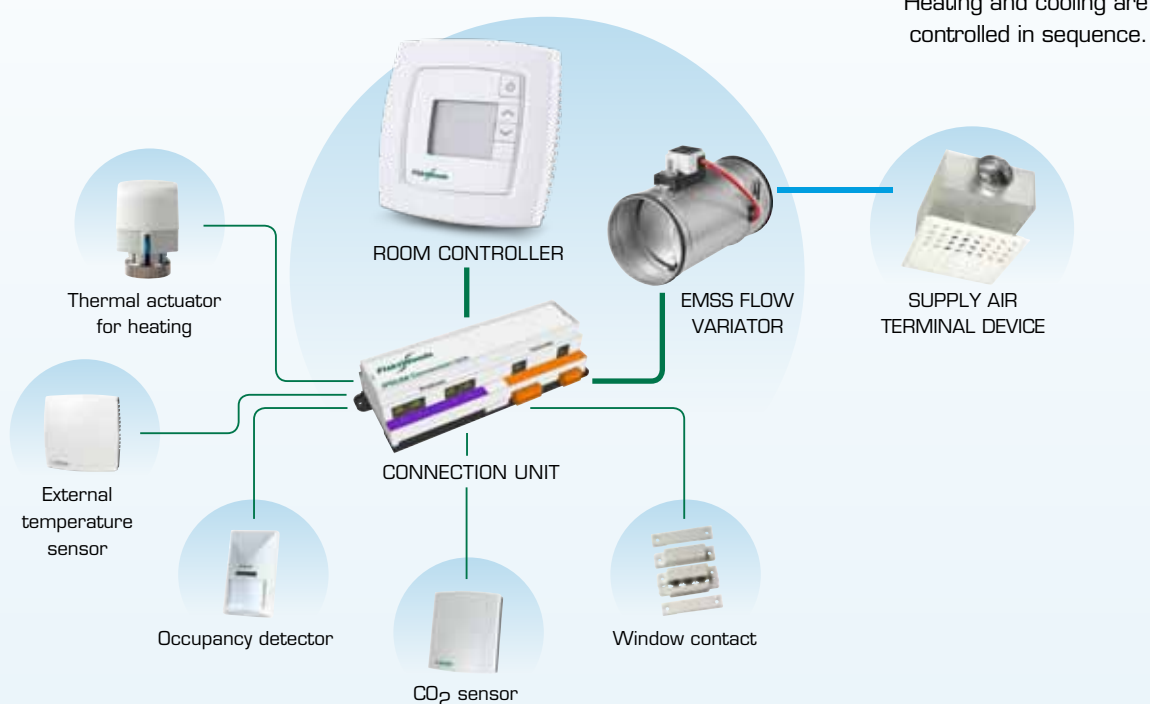 Heating and cooling are
controlled in sequence.
ROOM CONTROLLER
Thermal actuator
for heating
EMSS FLOW
VARIATOR
SUPPLY AIR
TERMINAL DEVICE
CONNECTION UNIT
External
temperature
sensor
Occupancy detector
Window contact
CO2 sensor